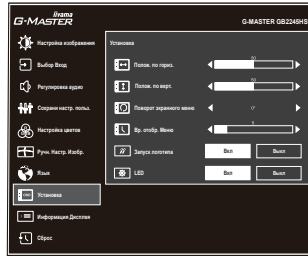 iiyama
G-MASTER
G-MASTER GB2245HS
Настройка изображения
Установка
Выбор Вход
Полож. по гориз.
50
Регулировка аудио
Полож. по верт.
50
Сохрани настр. польз.
Поворот экранного меню
0°
Настройка цветов
Вр. отобр. Меню
Ручн. Настр. Изобр.
Запуск логотипа
Вкл
Выкл
Язык
LED
Вкл
Выкл
Установка
Информация Дисплея
Сброс